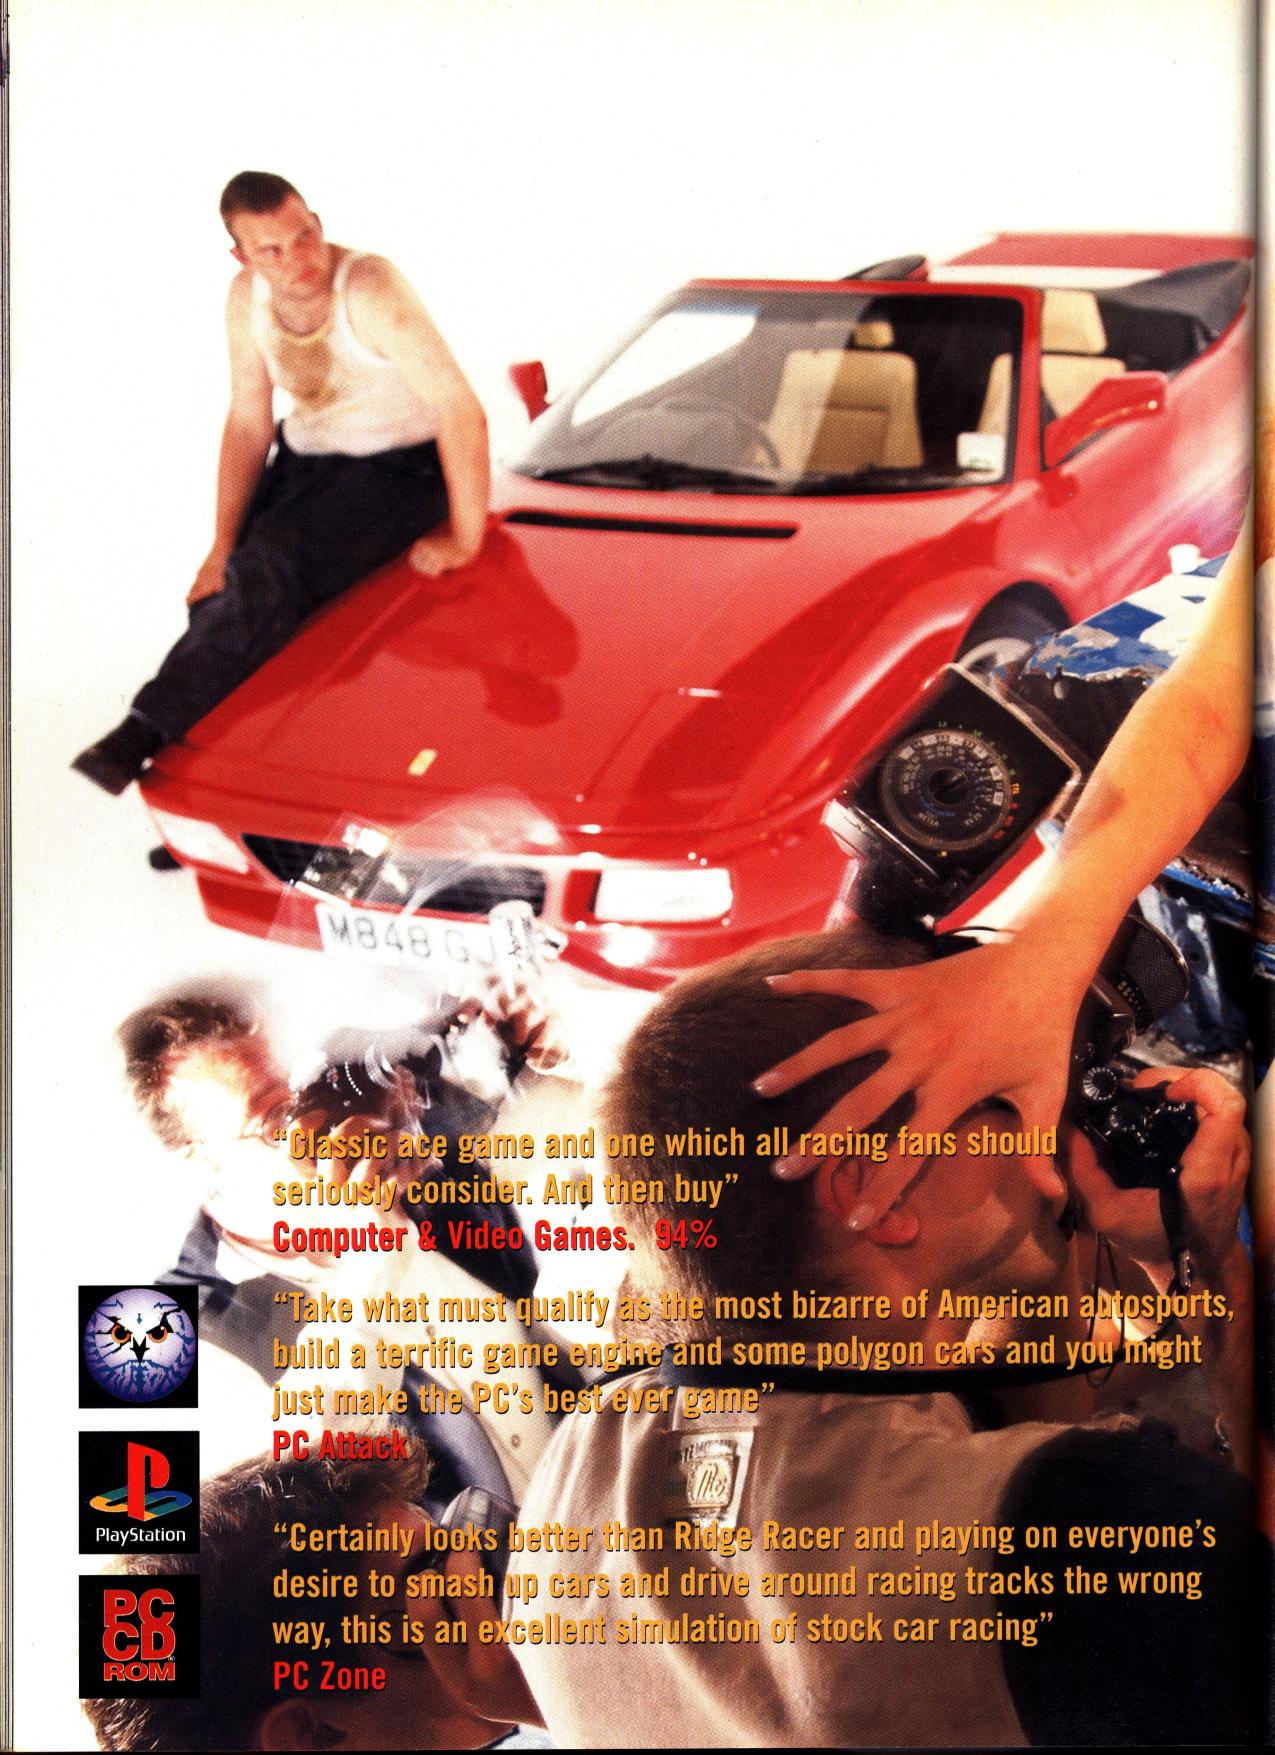 M848 GJ
"Classic ace game and one which all racing fans should
seriously consider. And then buy"
Computer & Video Games. 94%
"Take what must qualify as the most bizarre of American autosports,
build a terrific game engine and some polygon cars and you might
just make the PC's best ever game"
PC Attack
PlayStation
"Certainly looks better than Ridge Racer and playing on everyone's
desire to smash up cars and drive around racing tracks the wrong
way, this is an excellent simulation of stock car racing"
PC Zone
PC
CD
ROM